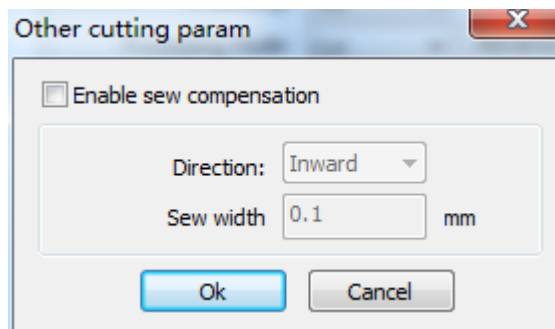 Other cutting param
Enable sew compensation
Direction: Inward
Sew width 0.1 mm
Ok Cancel